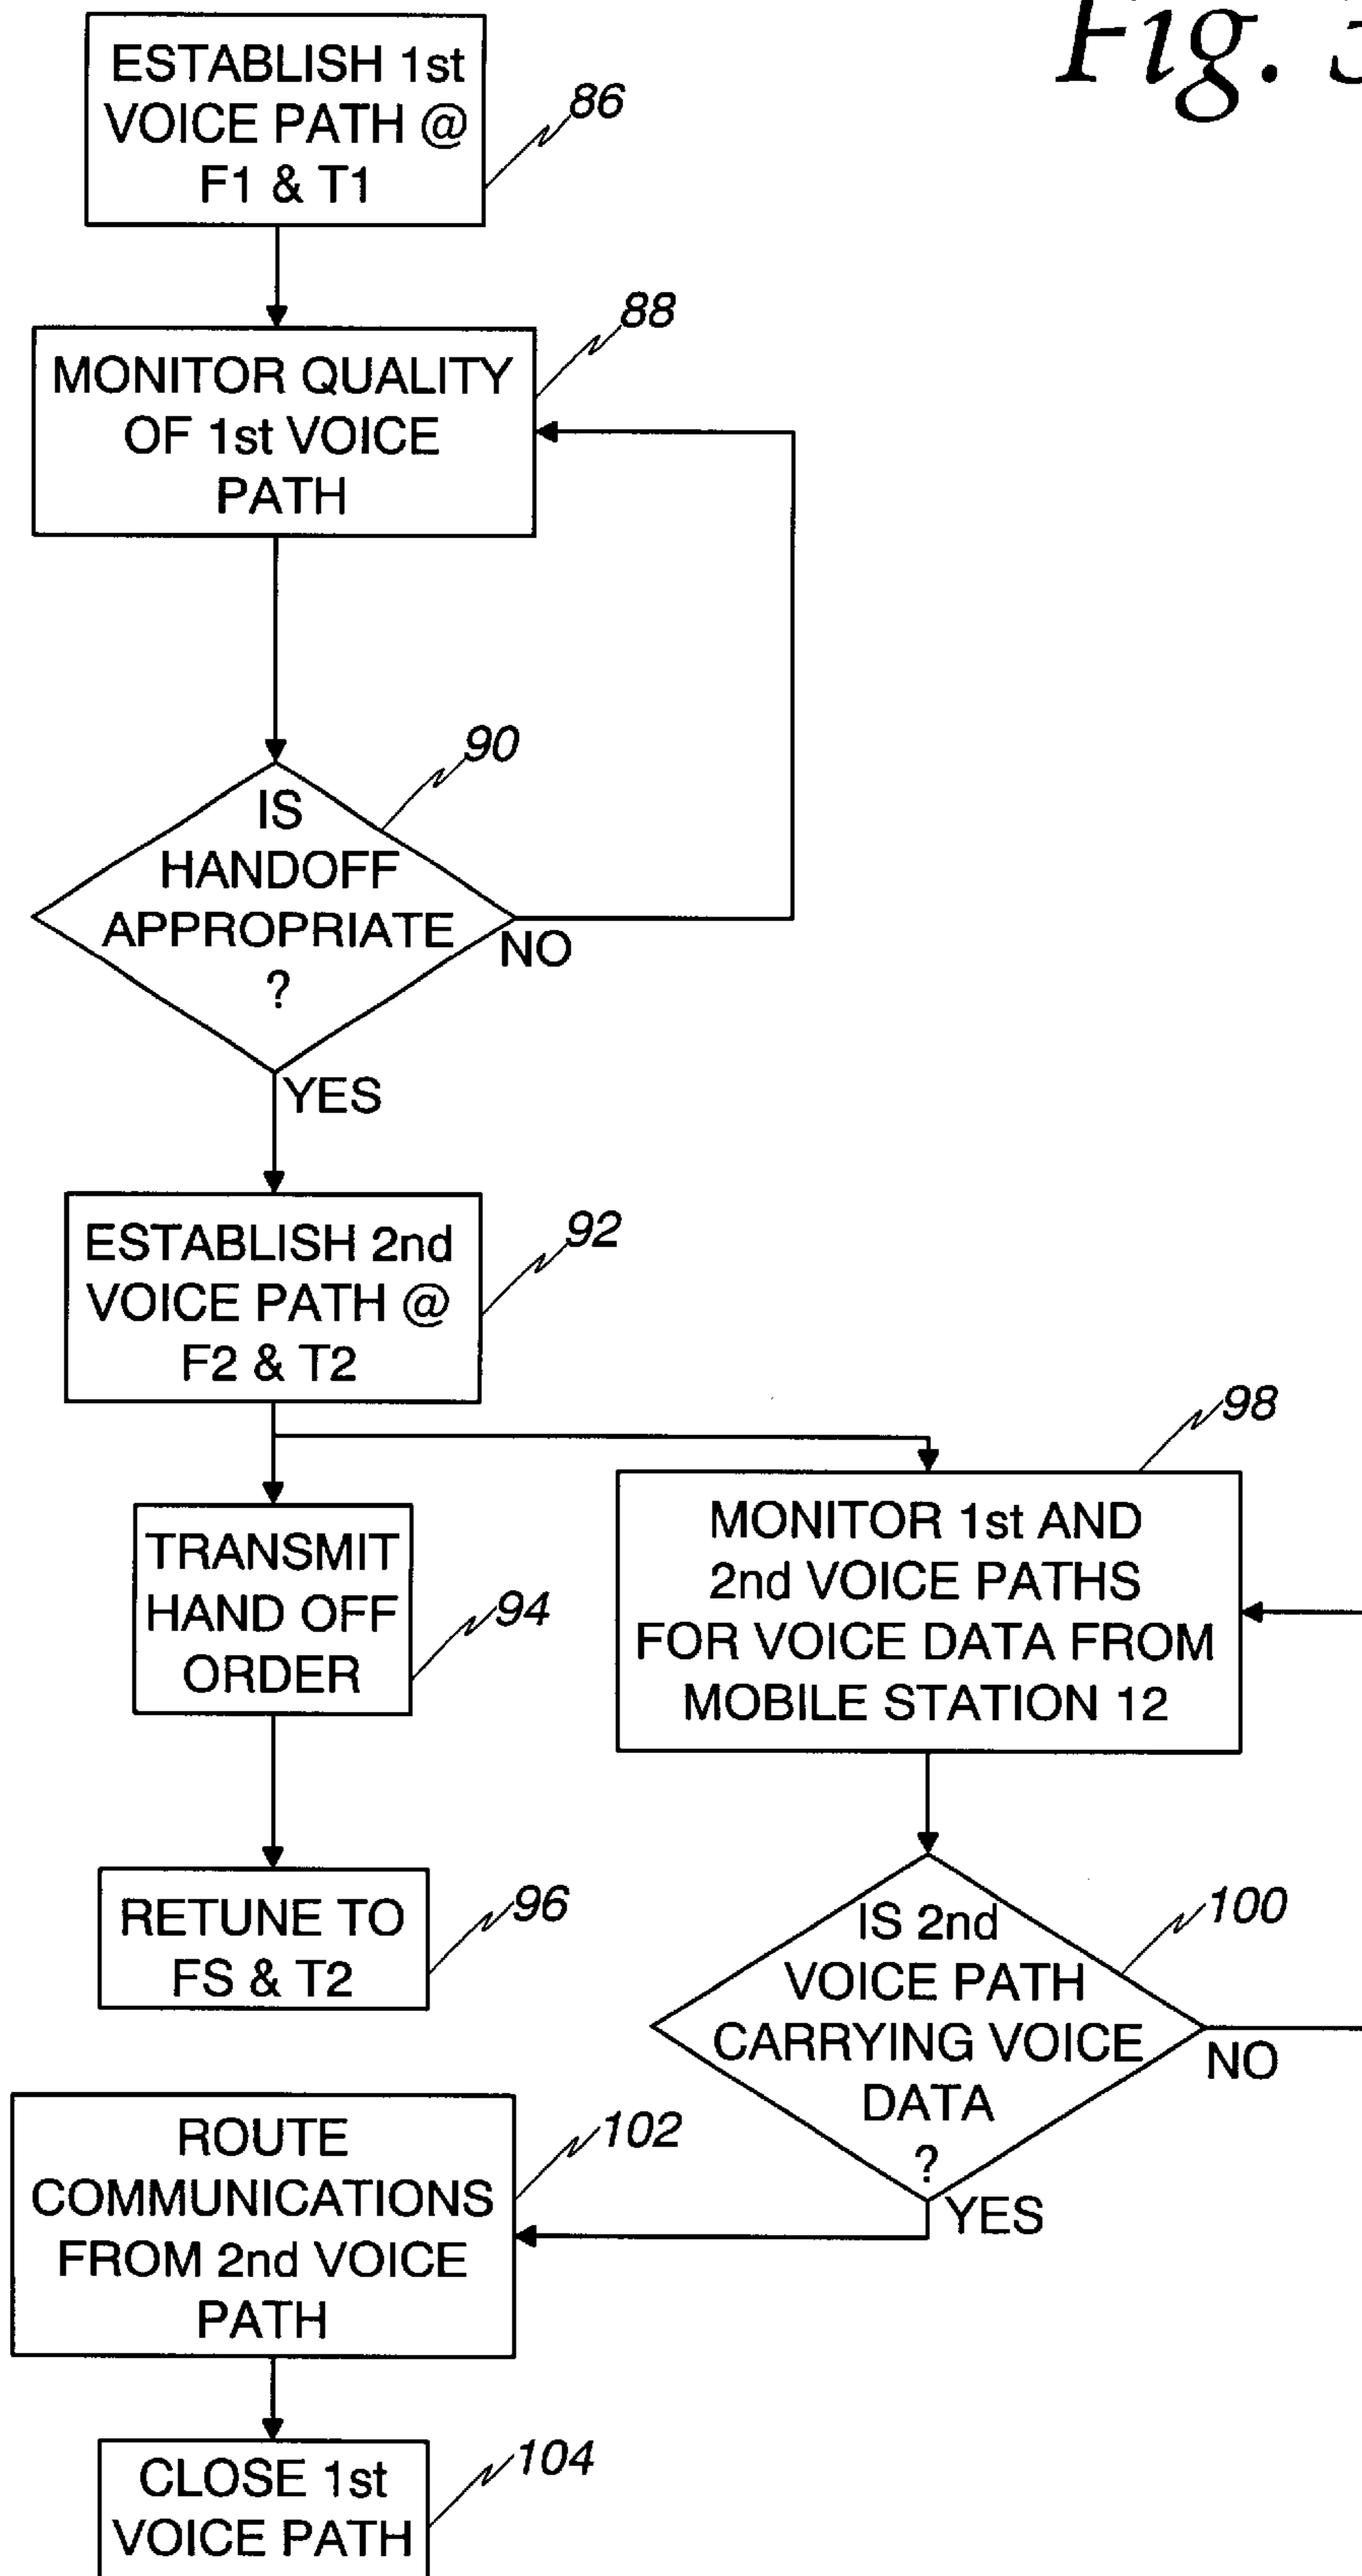 Fig.
ESTABLISH 1st
VOICE PATH @
F1 & T1
86
MONITOR QUALITY
OF 1st VOICE
PATH
88
IS
HANDOFF
APPROPRIATE
?
90
NO
YES
ESTABLISH 2nd
VOICE PATH @
F2 & T2
92
TRANSMIT
HAND OFF
ORDER
94
RETUNE TO
FS & T2
96
MONITOR 1st AND
2nd VOICE PATHS
FOR VOICE DATA FROM
MOBILE STATION 12
98
IS 2nd
VOICE PATH
CARRYING VOICE
DATA
?
100
NO
YES
ROUTE
COMMUNICATIONS
FROM 2nd VOICE
PATH
102
CLOSE 1st
VOICE PATH
104